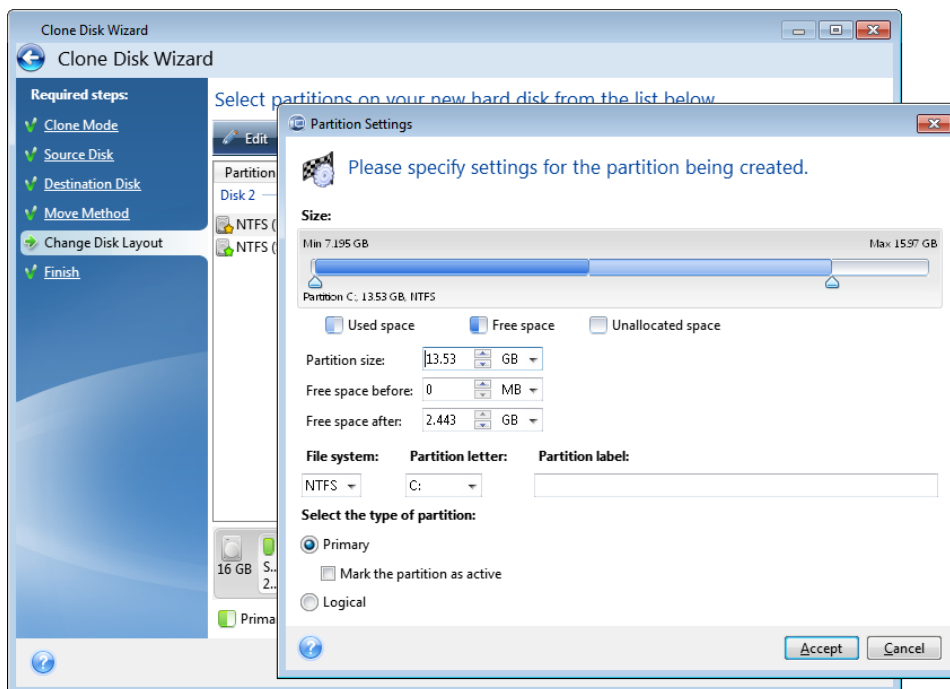 Clone Disk Wizard
Clone Disk Wizard
Required steps:
Clone Mode
Source Disk
Destination Disk
Move Method
Change Disk Layout
Finish
Select partitions on your new hard disk from the list below
Edit
Partition
Disk 2
NTFS (
NTFS (
16 GB
S..
2..
Prima
Partition Settings
Please specify settings for the partition being created.
Size:
Min 7.195 GB Max 15.97 GB
Partition C:, 13.53 GB, NTFS
Used space Free space Unallocated space
Partition size: 13.53 GB
Free space before: 0 MB
Free space after: 2.443 GB
File system: Partition letter: Partition label:
NTFS C:
Select the type of partition:
Primary
Mark the partition as active
Logical
Accept Cancel